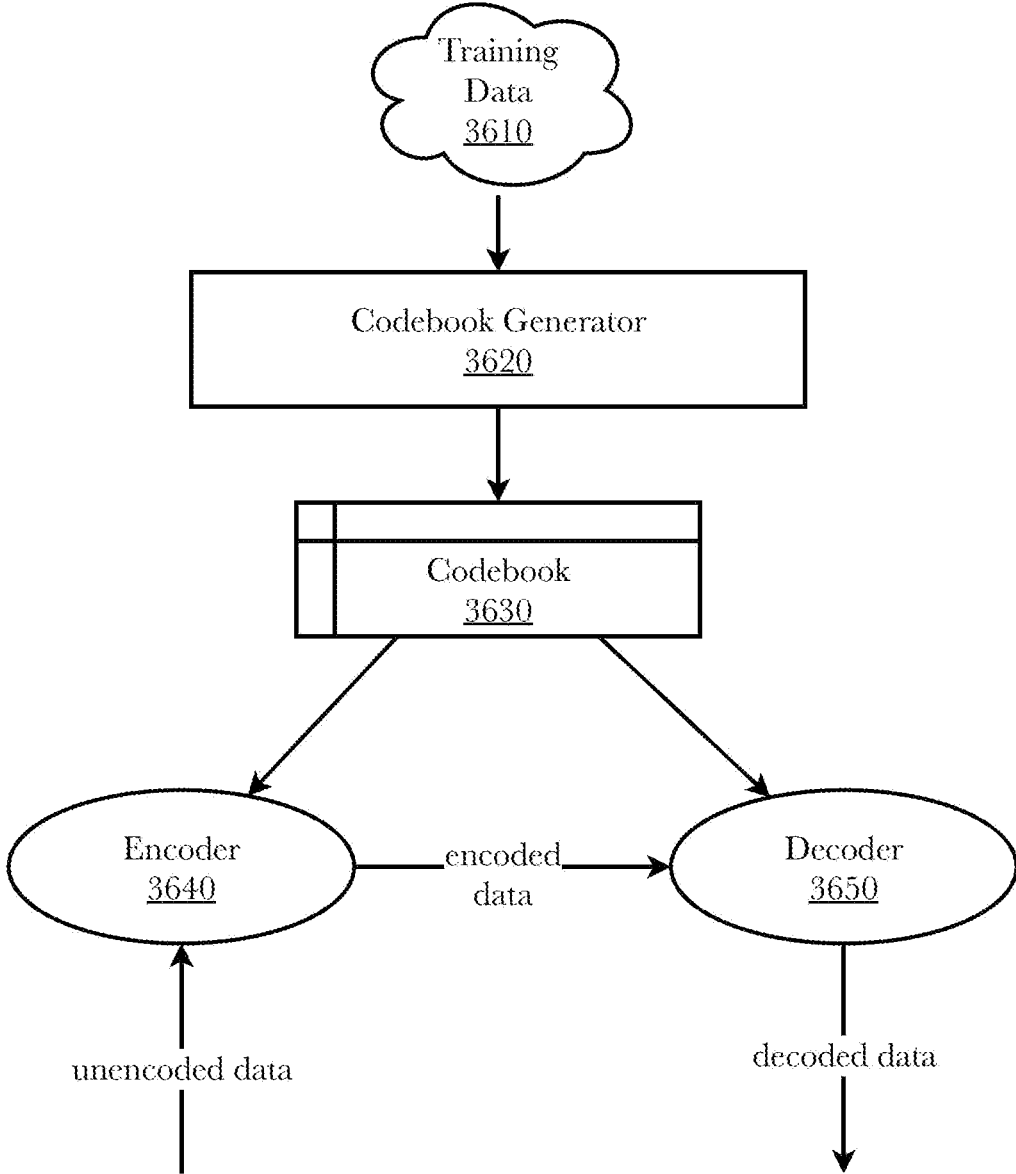 Training
Data
3610
Codebook Generator
3620
Codebook
3630
Encoder
3640
encoded
data
Decoder
3650
unencoded data
decoded data